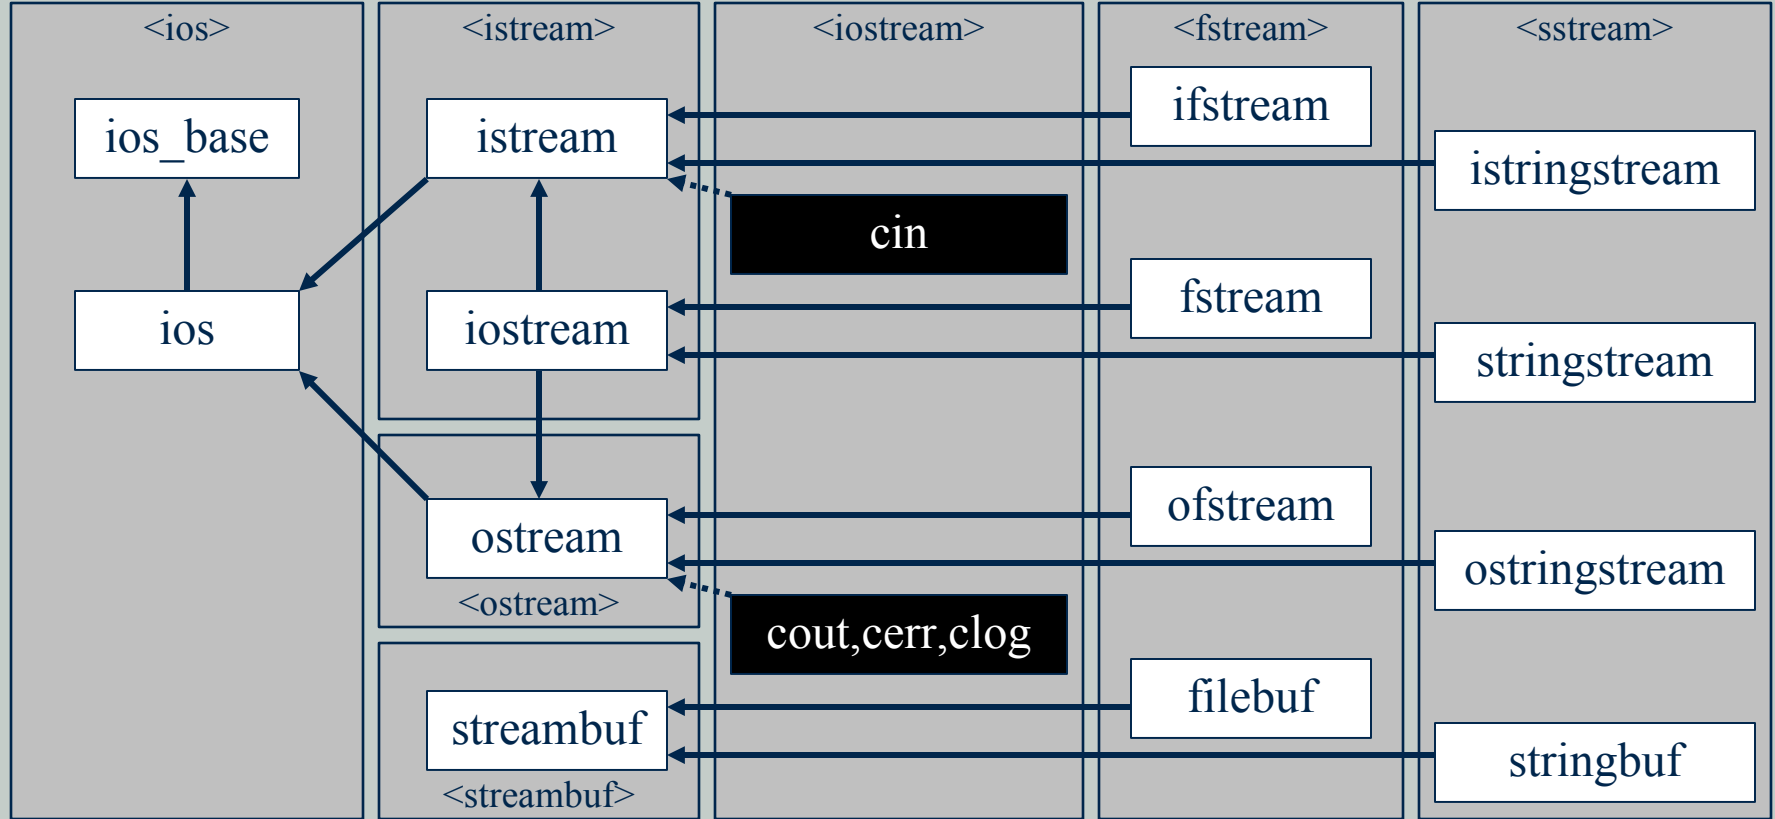 <ios>
<istream>
<iostream>
<fstream>
<sstream>
ios_base
istream
ifstream
istringstream
cin
ios
iostream
fstream
stringstream
ostream
ofstream
ostringstream
<ostream>
cout,cerr,clog
streambuf
filebuf
stringbuf
<streambuf>